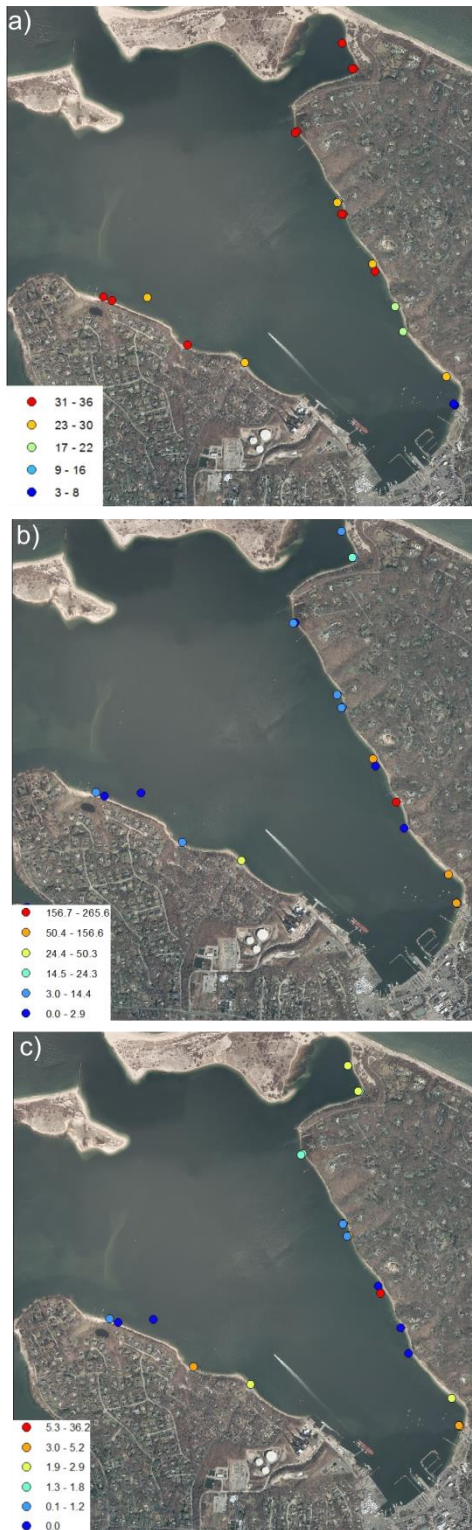 a)
31 - 36
23 - 30
17 - 22
9 - 16
3 - 8
b)
156.7 - 265.6
50.4 - 156.6
24.4 - 50.3
14.5 - 24.3
3.0 - 14.4
0.0 - 2.9
c)
5.3 - 36.2
3.0 - 5.2
1.9 - 2.9
1.3 - 1.8
0.1 - 1.2
0.0